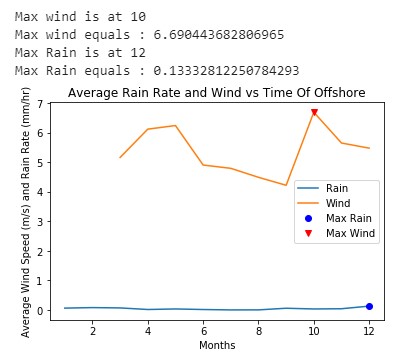 Max wind is at 10
Max wind equals : 6.690443682806965
Max Rain is at 12
Max Rain equals : 0.13332812250784293
Average Rain Rate and Wind vs Time Of Offshore
Average Wind Speed (m/s) and Rain Rate (mm/hr)
7
6
5
4
3
2
1
0
Rain
Wind
Max Rain
Max Wind
2 4 6 8 10 12
Months